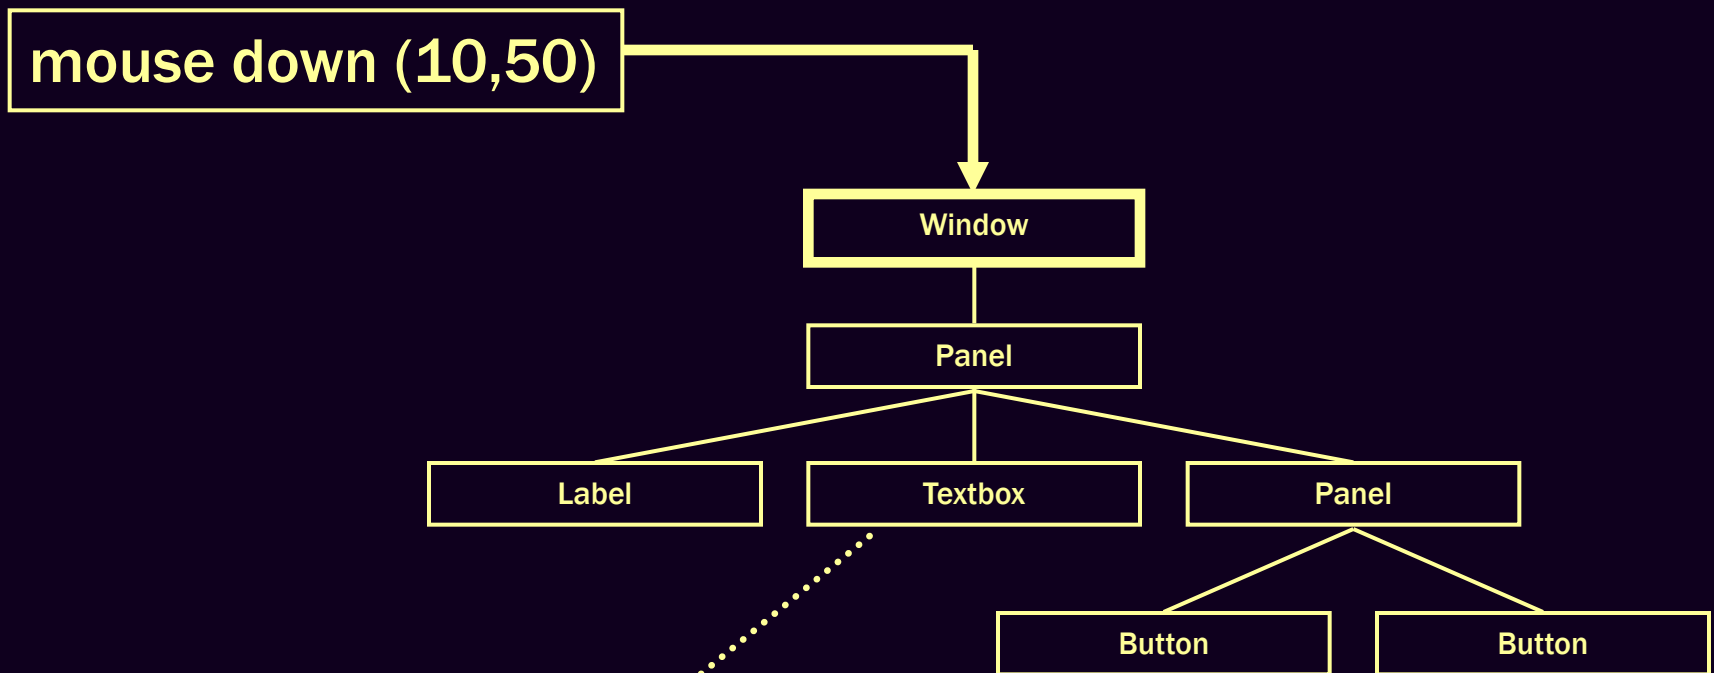 mouse down (10,50)
Window
Panel
Label
Textbox
Panel
Button
Button